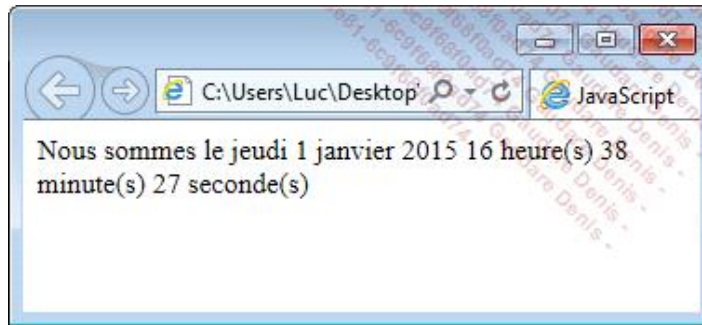 C:\Users\Luc\Desktop
JavaScript
Nous sommes le jeudi 1 janvier 2015 16 heure(s) 38
minute(s) 27 seconde(s)